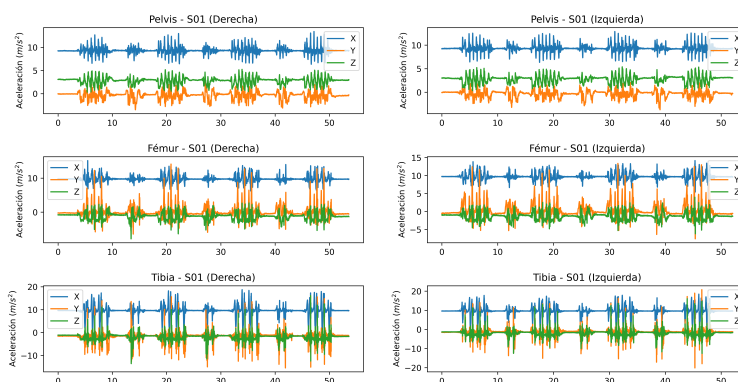 Pelvis - S01 (Derecha)
Aceleración (m/s²)
10
5
0
0 10 20 30 40 50
X
Y
Z
Pelvis - S01 (Izquierda)
Aceleración (m/s²)
10
5
0
0 10 20 30 40 50
X
Y
Z
Fémur - S01 (Derecha)
Aceleración (m/s²)
10
0
0 10 20 30 40 50
X
Y
Z
Fémur - S01 (Izquierda)
Aceleración (m/s²)
15
10
5
0
−5
0 10 20 30 40 50
X
Y
Z
Tibia - S01 (Derecha)
Aceleración (m/s²)
20
10
0
−10
0 10 20 30 40 50
X
Y
Z
Tibia - S01 (Izquierda)
Aceleración (m/s²)
20
10
0
−10
−20
0 10 20 30 40 50
X
Y
Z